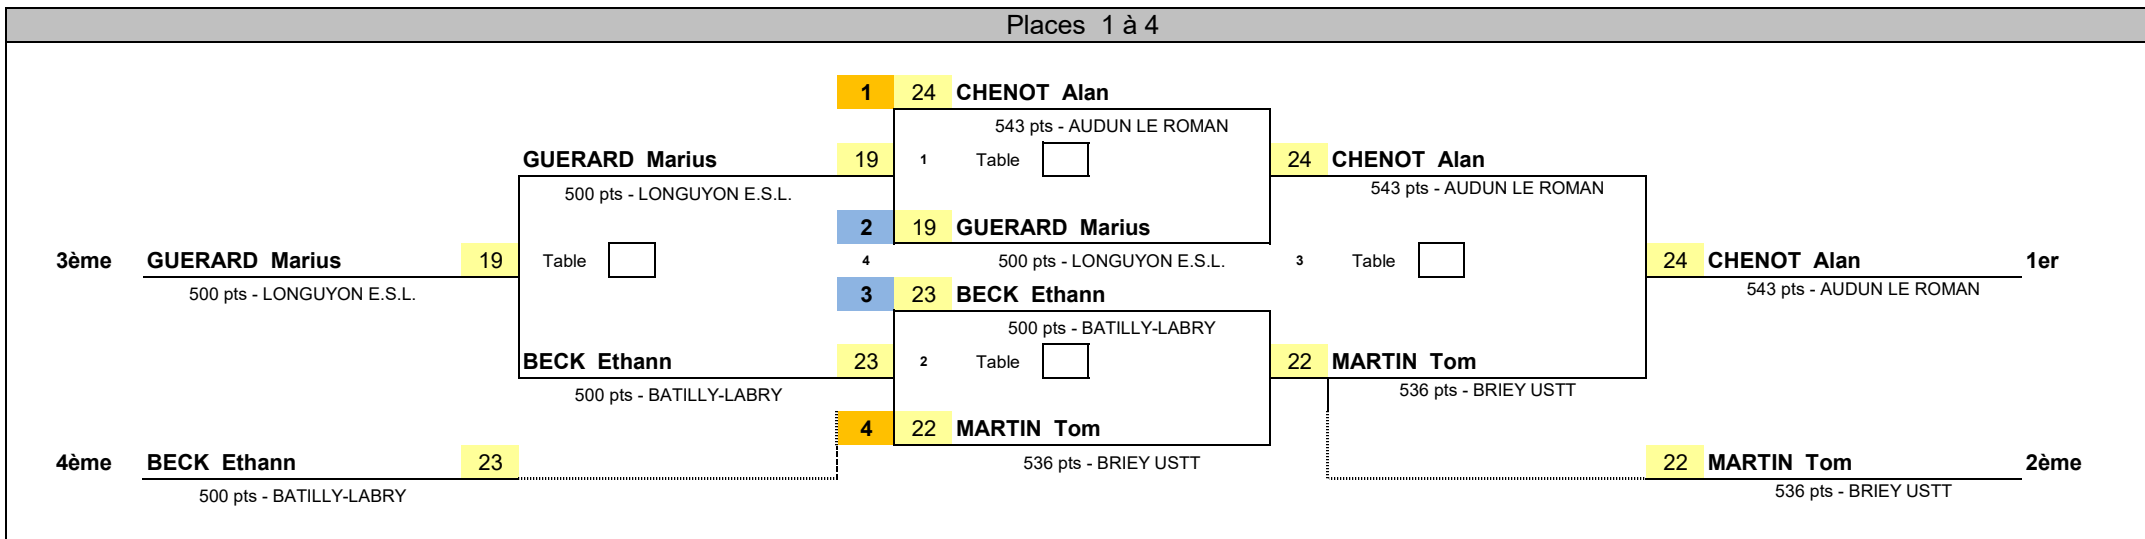 Places 1 à 4
1 24 CHENOT Alan
543 pts - AUDUN LE ROMAN
GUERARD Marius 19 1 Table 24 CHENOT Alan
500 pts - LONGUYON E.S.L. 543 pts - AUDUN LE ROMAN
2 19 GUERARD Marius
3ème GUERARD Marius 19 Table 4 500 pts - LONGUYON E.S.L. 3 Table 24 CHENOT Alan 1er
500 pts - LONGUYON E.S.L. 3 23 BECK Ethann 543 pts - AUDUN LE ROMAN
500 pts - BATILLY-LABRY
BECK Ethann 23 2 Table 22 MARTIN Tom
500 pts - BATILLY-LABRY 536 pts - BRIEY USTT
4 22 MARTIN Tom
4ème BECK Ethann 23 536 pts - BRIEY USTT 22 MARTIN Tom 2ème
500 pts - BATILLY-LABRY 536 pts - BRIEY USTT